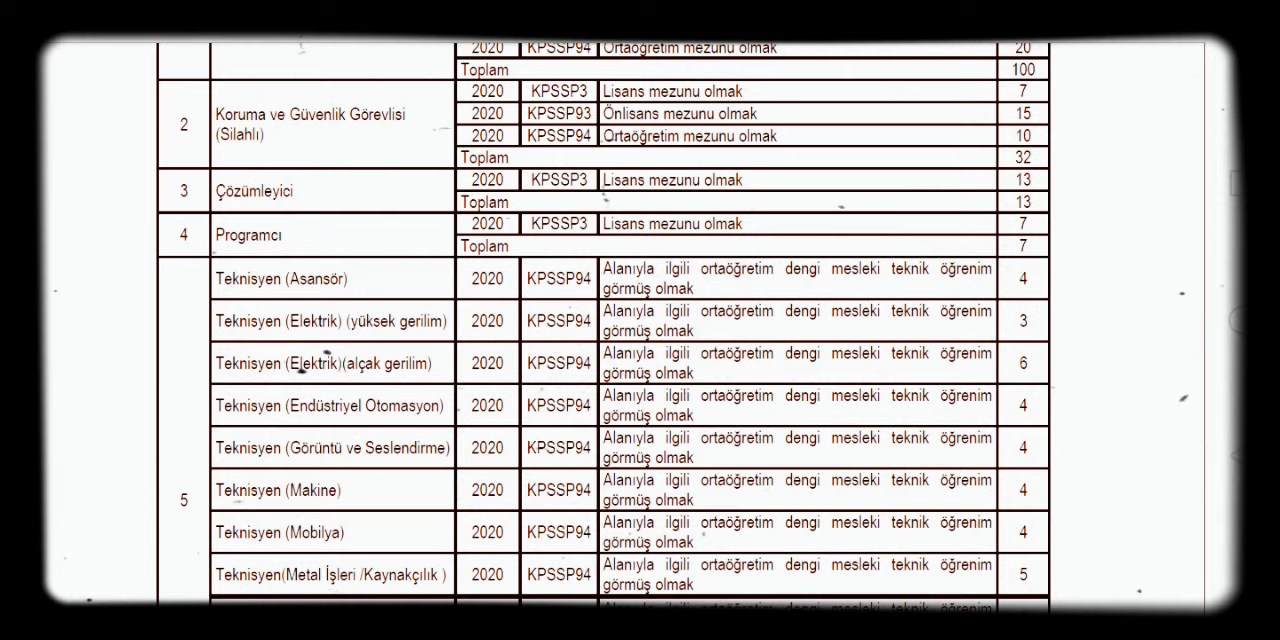 2020 KPSSP94 Ortaöğretim mezunu olmak 20
Toplam 100
2 Koruma ve Güvenlik Görevlisi (Silahlı)
2020 KPSSP3 Lisans mezunu olmak 7
2020 KPSSP93 Önlisans mezunu olmak 15
2020 KPSSP94 Ortaöğretim mezunu olmak 10
Toplam 32
3 Çözümleyici
2020 KPSSP3 Lisans mezunu olmak 13
Toplam 13
4 Programcı
2020 KPSSP3 Lisans mezunu olmak 7
Toplam 7
5
Teknisyen (Asansör) 2020 KPSSP94 Alanıyla ilgili ortaöğretim dengi mesleki teknik öğrenim
görmüş olmak 4
Teknisyen (Elektrik) (yüksek gerilim) 2020 KPSSP94 Alanıyla ilgili ortaöğretim dengi mesleki teknik öğrenim
görmüş olmak 3
Teknisyen (Elektrik)(alçak gerilim) 2020 KPSSP94 Alanıyla ilgili ortaöğretim dengi mesleki teknik öğrenim
görmüş olmak 6
Teknisyen (Endüstriyel Otomasyon) 2020 KPSSP94 Alanıyla ilgili ortaöğretim dengi mesleki teknik öğrenim
görmüş olmak 4
Teknisyen (Görüntü ve Seslendirme) 2020 KPSSP94 Alanıyla ilgili ortaöğretim dengi mesleki teknik öğrenim
görmüş olmak 4
Teknisyen (Makine) 2020 KPSSP94 Alanıyla ilgili ortaöğretim dengi mesleki teknik öğrenim
görmüş olmak 4
Teknisyen (Mobilya) 2020 KPSSP94 Alanıyla ilgili ortaöğretim dengi mesleki teknik öğrenim
görmüş olmak 4
Teknisyen(Metal İşleri /Kaynakçılık ) 2020 KPSSP94 Alanıyla ilgili ortaöğretim dengi mesleki teknik öğrenim
görmüş olmak 5
Alanıyla ilgili ortaöğretim dengi mesleki teknik öğrenim